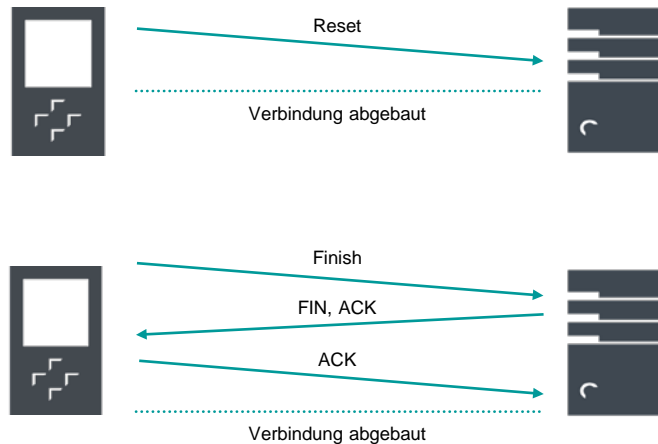 Reset
Verbindung abgebaut
Finish
FIN, ACK
ACK
Verbindung abgebaut